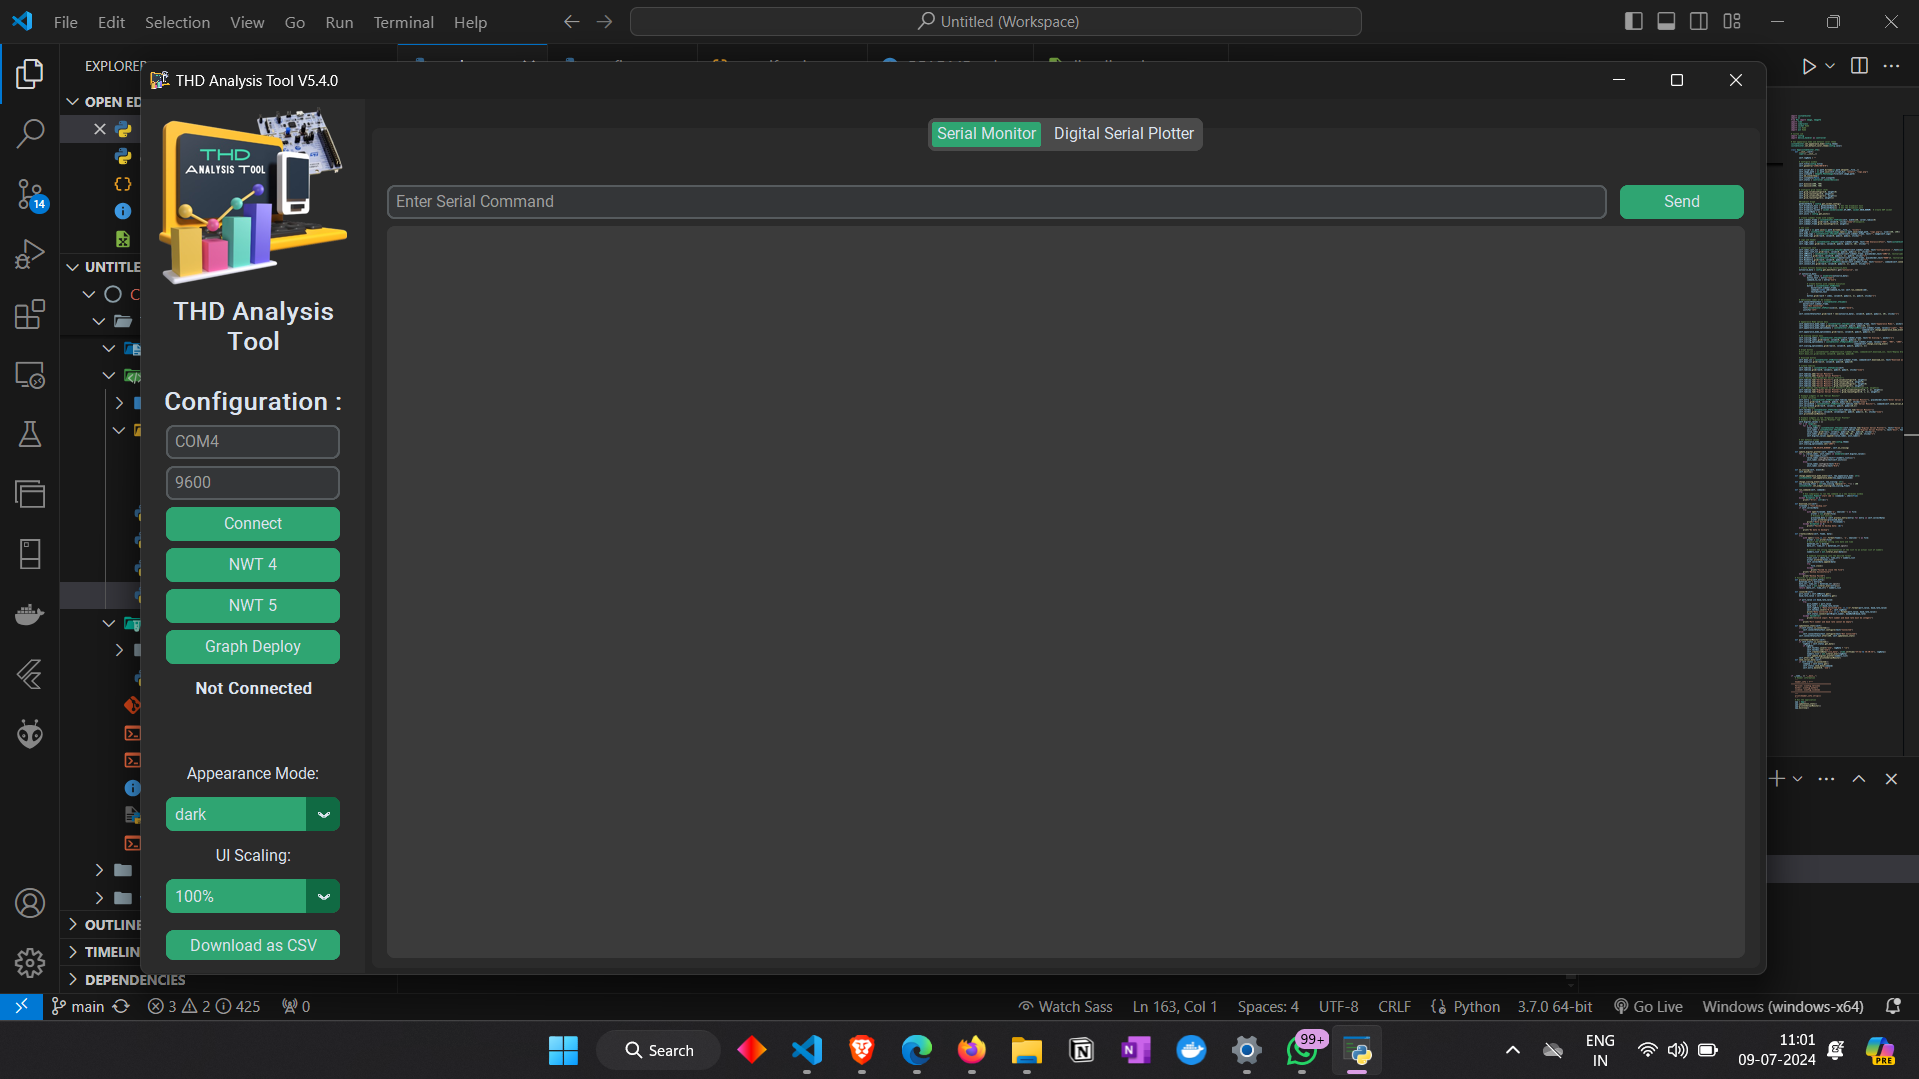 File Edit Selection View Go Run Terminal Help
Untitled (Workspace)
EXPLORER
THD Analysis Tool V5.4.0
OPEN ED
THD
ANALYSIS TOOL
Serial Monitor Digital Serial Plotter
Enter Serial Command
Send
14
UNTITLE
C
THD Analysis
Tool
Configuration :
COM4
9600
Connect
NWT 4
NWT 5
Graph Deploy
Not Connected
Appearance Mode:
dark
UI Scaling:
100%
Download as CSV
OUTLINE
TIMELIN
DEPENDENCIES
main 3 2 425 0
Watch Sass Ln 163, Col 1 Spaces: 4 UTF-8 CRLF Python 3.7.0 64-bit Go Live Windows (windows-x64)
Search
99+
ENG
IN
11:01
09-07-2024
PRE